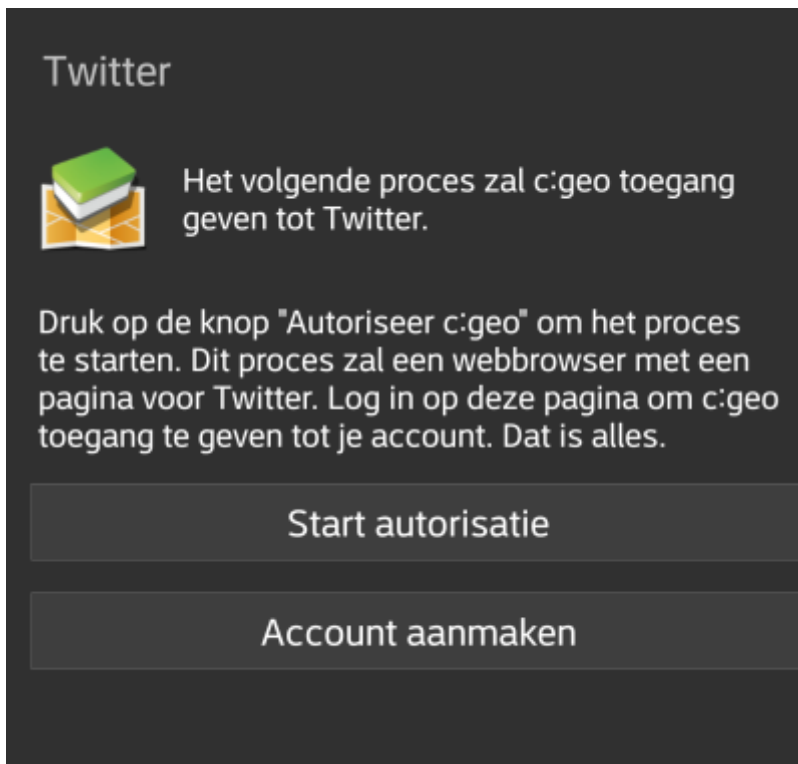 Twitter
Het volgende proces zal c:geo toegang
geven tot Twitter.
Druk op de knop "Autoriseer c:geo" om het proces
te starten. Dit proces zal een webbrowser met een
pagina voor Twitter. Log in op deze pagina om c:geo
toegang te geven tot je account. Dat is alles.
Start autorisatie
Account aanmaken